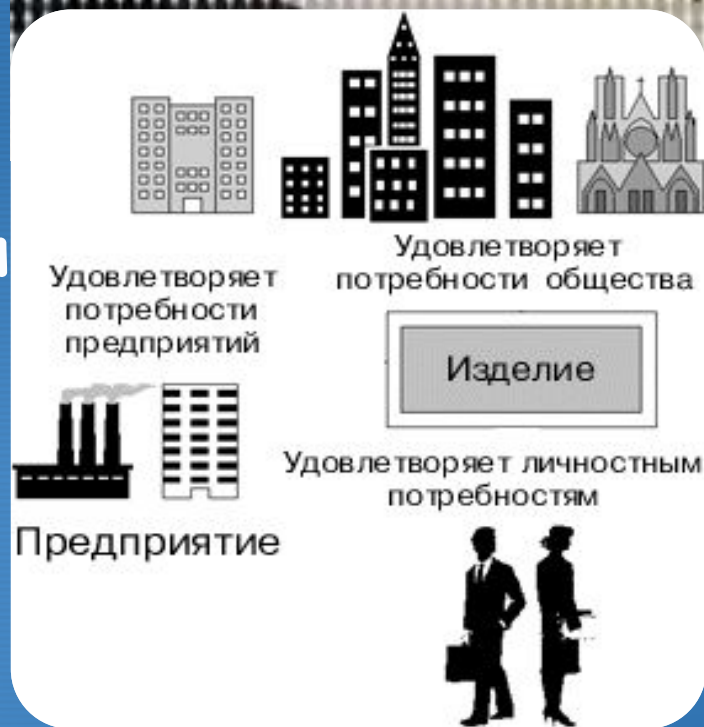 Удовлетворяет
потребности общества
Удовлетворяет
потребности
предприятий
Изделие
Удовлетворяет личностным
потребностям
Предприятие